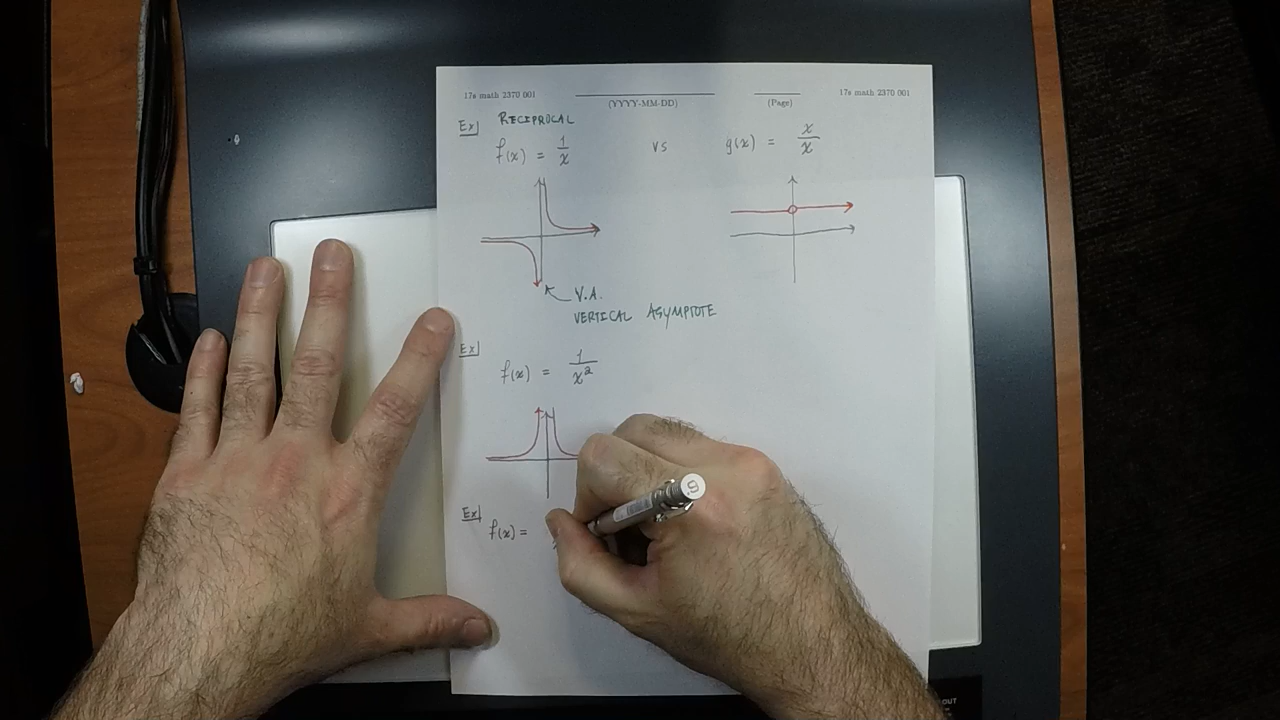 17s math 2370 001 (YYYY-MM-DD) (Page) 17s math 2370 001
Ex RECIPROCAL
f(x) = 1/x vs g(x) = x/x
V.A.
VERTICAL ASYMPTOTE
Ex
f(x) = 1/x²
Ex
f(x) =
OUT